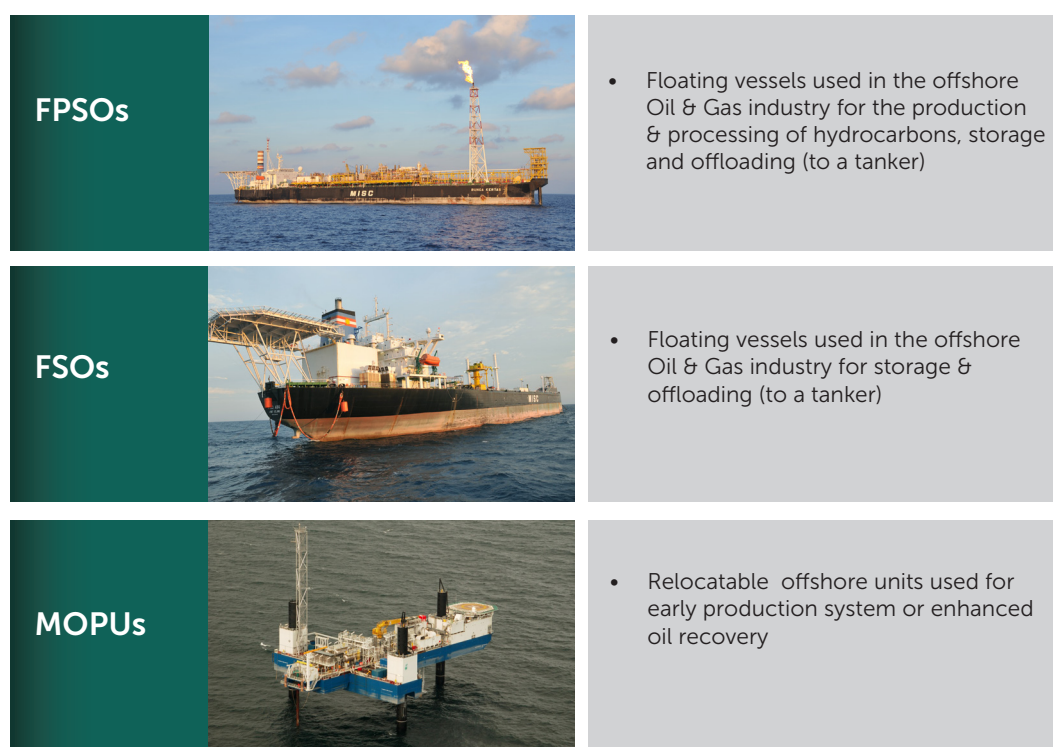 FPSOs
MISC
• Floating vessels used in the offshore
Oil & Gas industry for the production
& processing of hydrocarbons, storage
and offloading (to a tanker)
FSOs
MISC
• Floating vessels used in the offshore
Oil & Gas industry for storage &
offloading (to a tanker)
MOPUs
• Relocatable offshore units used for
early production system or enhanced
oil recovery